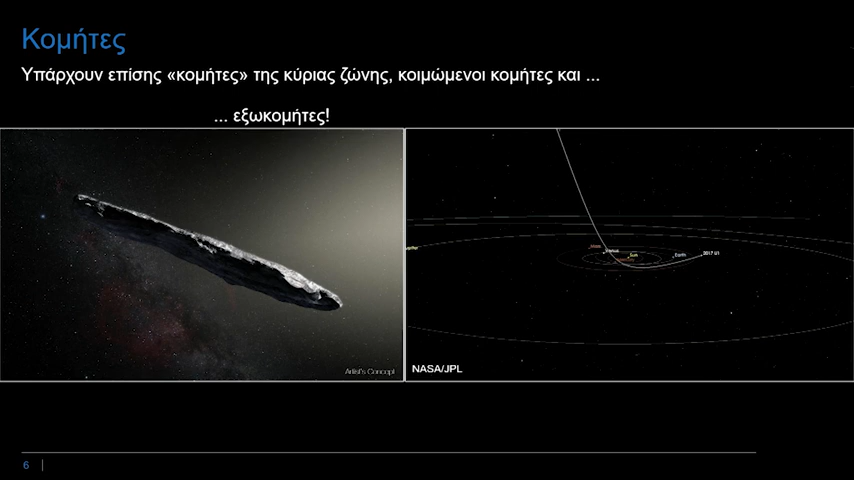 Κομήτες
Υπάρχουν επίσης «κομήτες» της κύριας ζώνης, κοιμώμενοι κομήτες και ...
... εξωκομήτες!
Venus
Sun
Earth
2017 U1
Artist's Concept
NASA/JPL
6